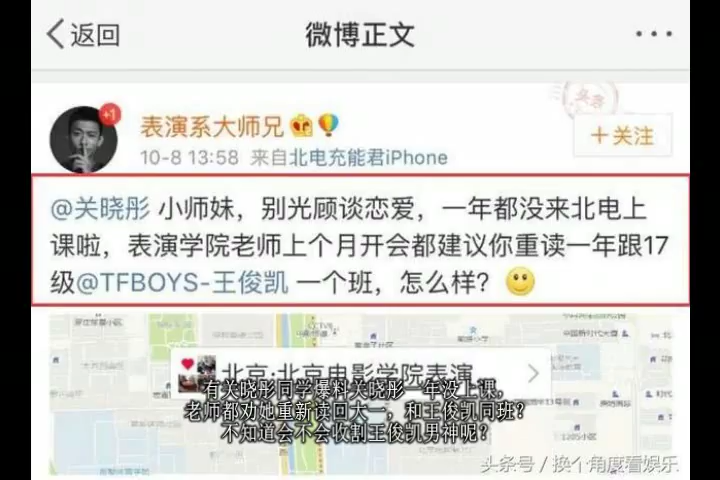 返回
微博正文
头条
+1
表演系大师兄
10-8 13:58 来自北电充能君iPhone
+关注
@关晓彤 小师妹，别光顾谈恋爱，一年都没来北电上
课啦，表演学院老师上个月开会都建议你重读一年跟17
级@TFBOYS-王俊凯 一个班，怎么样？
北京·北京电影学院表演
有关晓彤同学爆料关晓彤一年没上课，
老师都劝她重新读回大一，和王俊凯同班？
不知道会不会收割王俊凯男神呢？
头条号／换个角度看娱乐